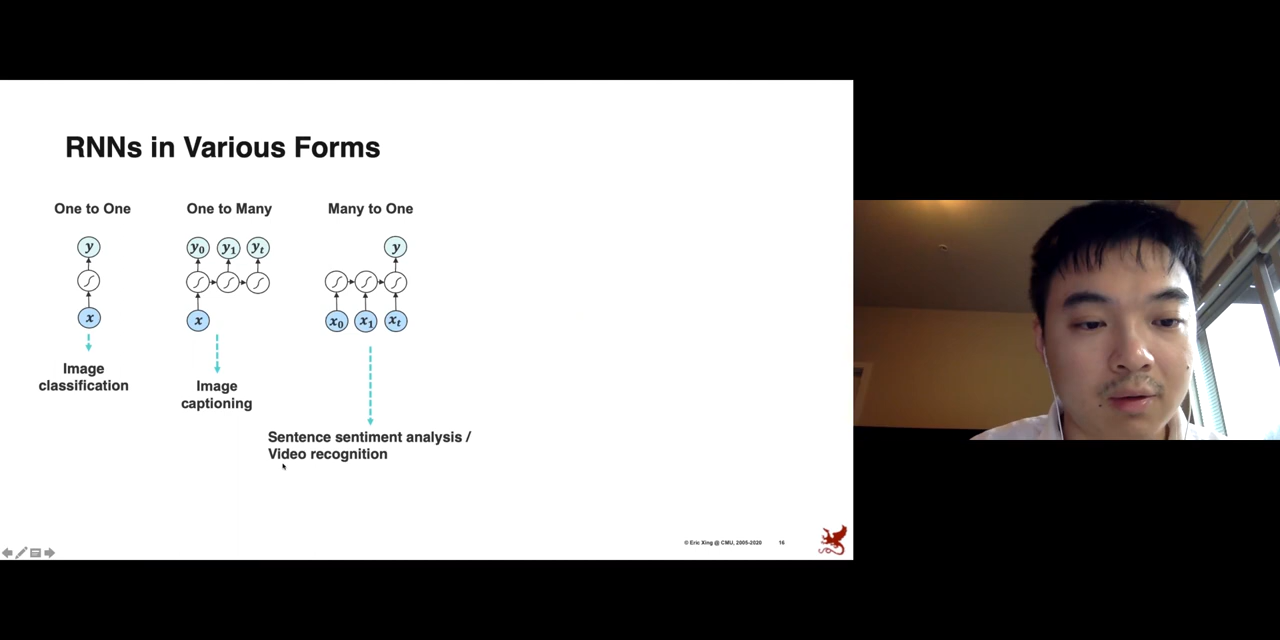 RNNs in Various Forms
One to One
One to Many
Many to One
y
y₀ y₁ yₜ
y
x
x
x₀ x₁ xₜ
Image
classification
Image
captioning
Sentence sentiment analysis /
Video recognition
© Eric Xing @ CMU, 2005-2020
16